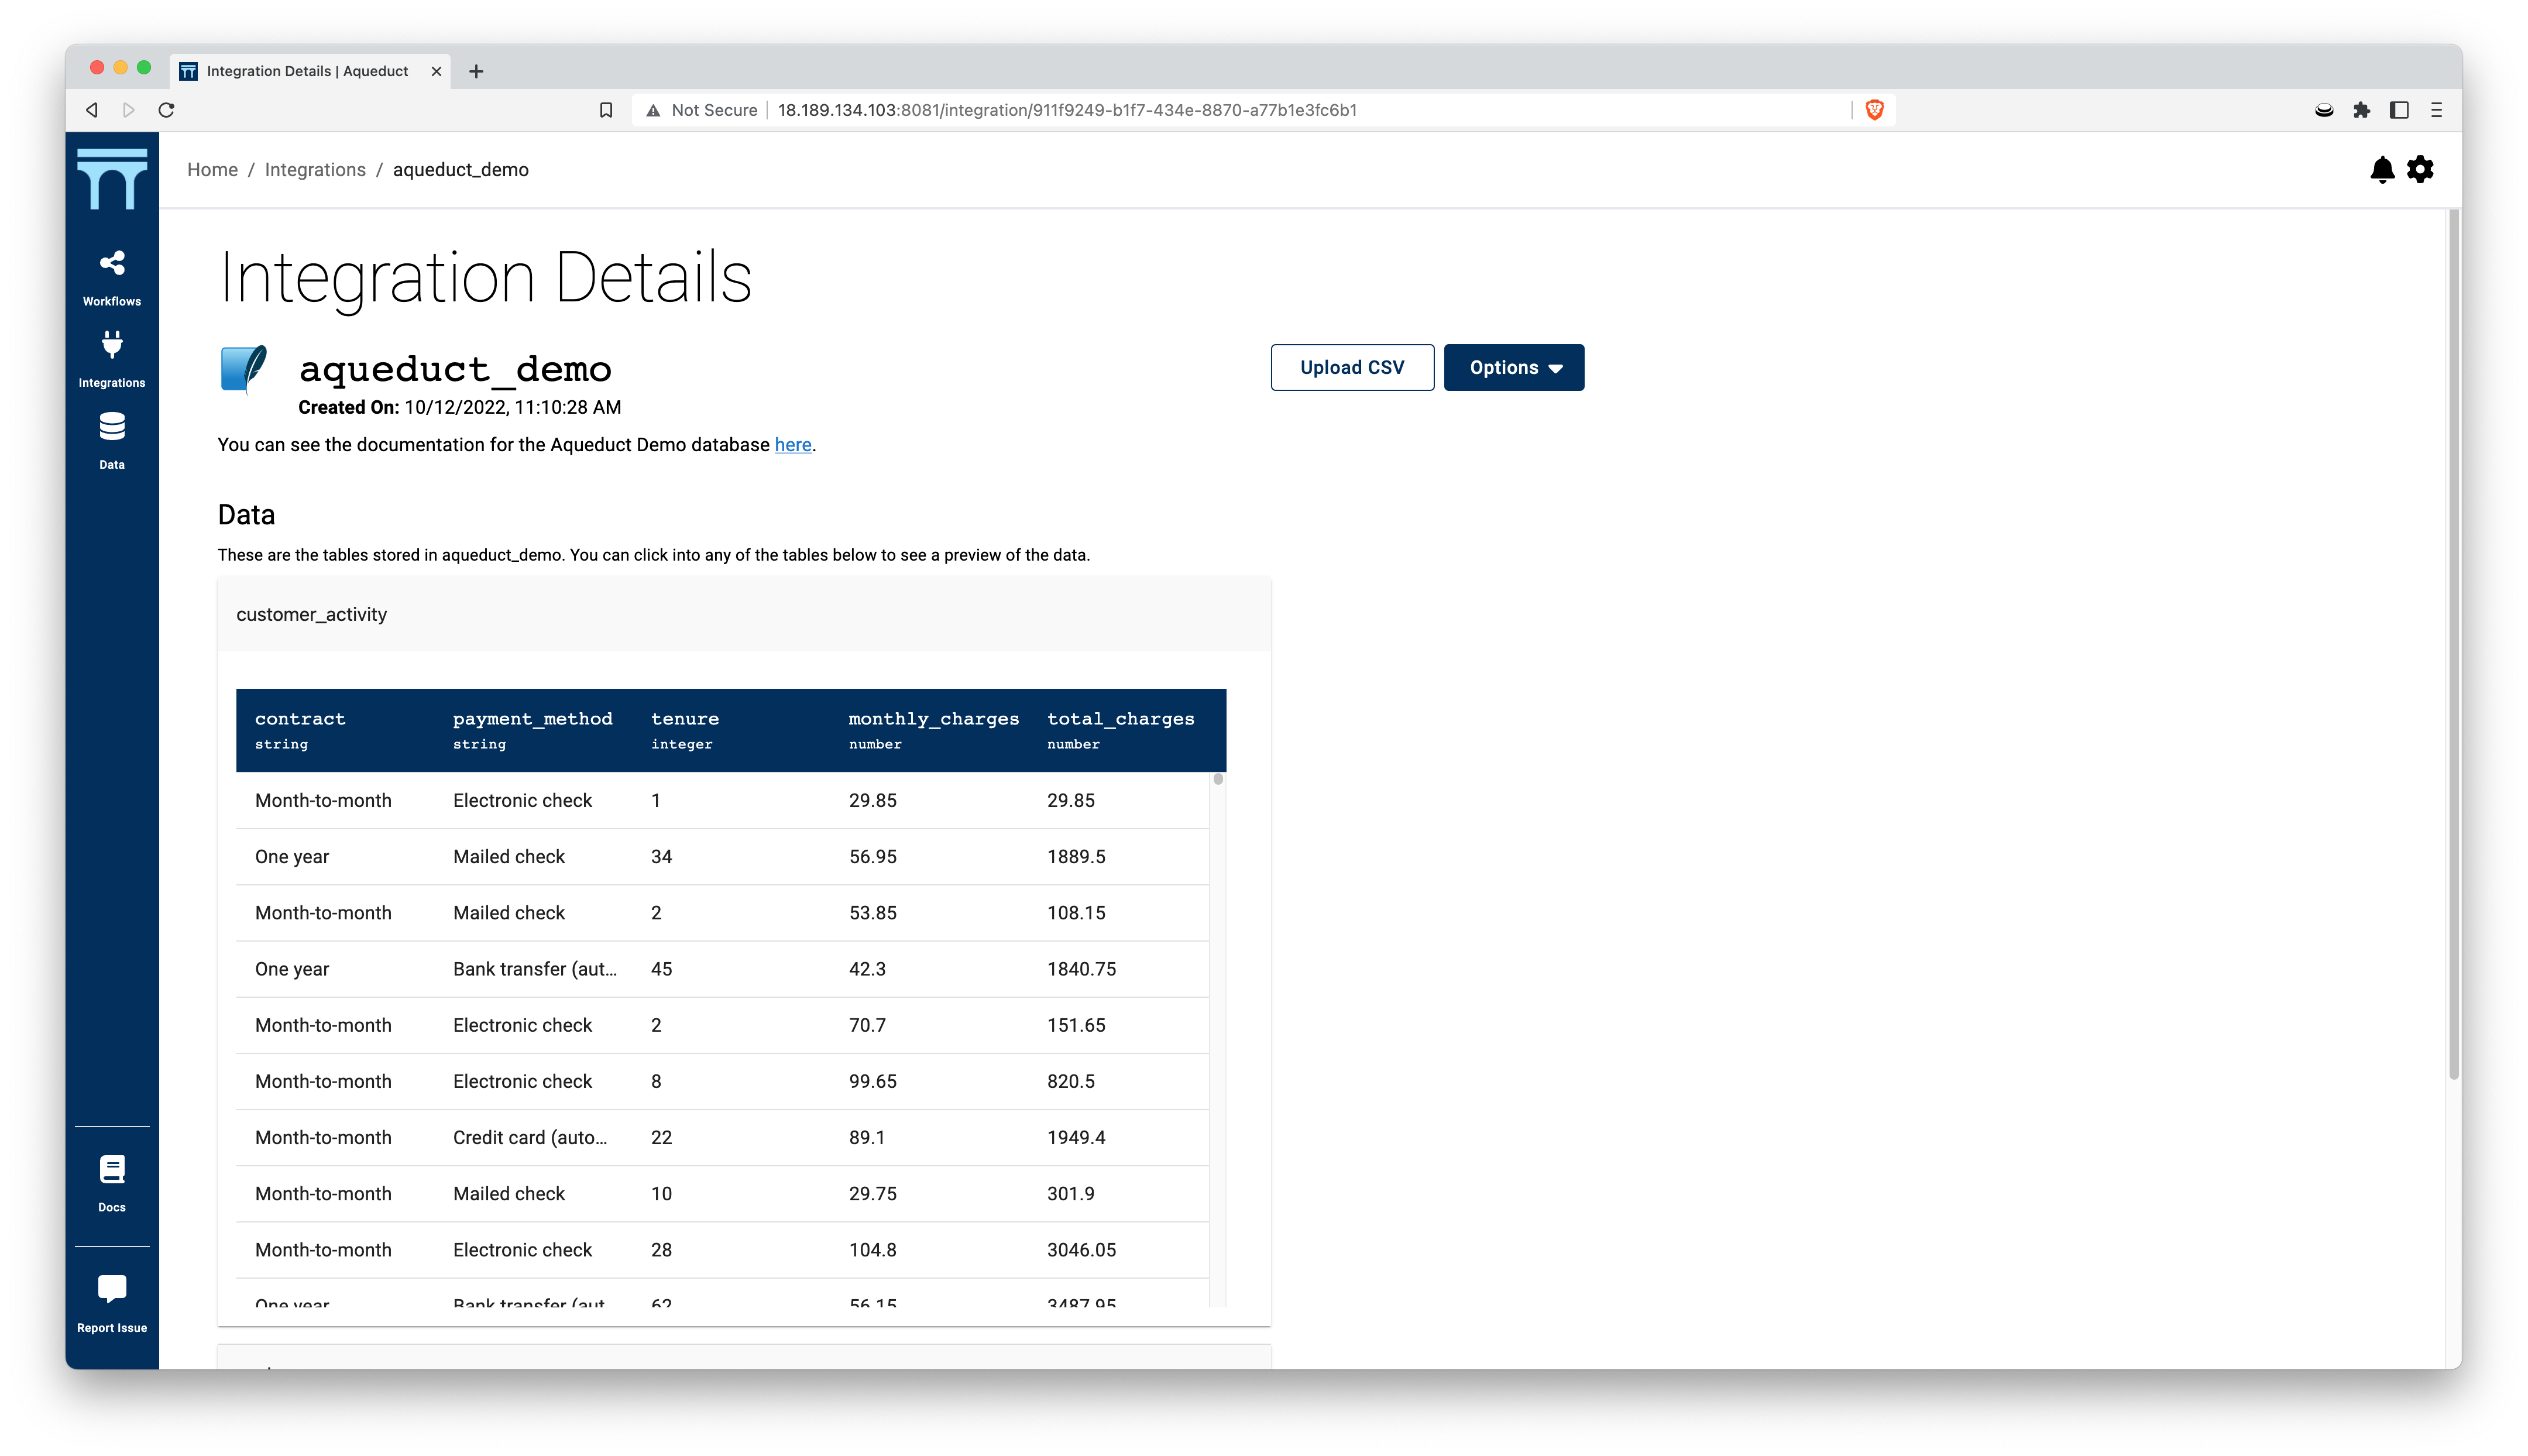 Integration Details | Aqueduct
Not Secure 18.189.134.103:8081/integration/911f9249-b1f7-434e-8870-a77b1e3fc6b1
Home / Integrations / aqueduct_demo
Workflows
Integrations
Data
Docs
Report Issue
Integration Details
aqueduct_demo
Created On: 10/12/2022, 11:10:28 AM
Upload CSV
Options
You can see the documentation for the Aqueduct Demo database here.
Data
These are the tables stored in aqueduct_demo. You can click into any of the tables below to see a preview of the data.
customer_activity
contract payment_method tenure monthly_charges total_charges
string string integer number number
Month-to-month Electronic check 1 29.85 29.85
One year Mailed check 34 56.95 1889.5
Month-to-month Mailed check 2 53.85 108.15
One year Bank transfer (aut... 45 42.3 1840.75
Month-to-month Electronic check 2 70.7 151.65
Month-to-month Electronic check 8 99.65 820.5
Month-to-month Credit card (auto... 22 89.1 1949.4
Month-to-month Mailed check 10 29.75 301.9
Month-to-month Electronic check 28 104.8 3046.05
One year Bank transfer (aut 62 56.15 3487.95